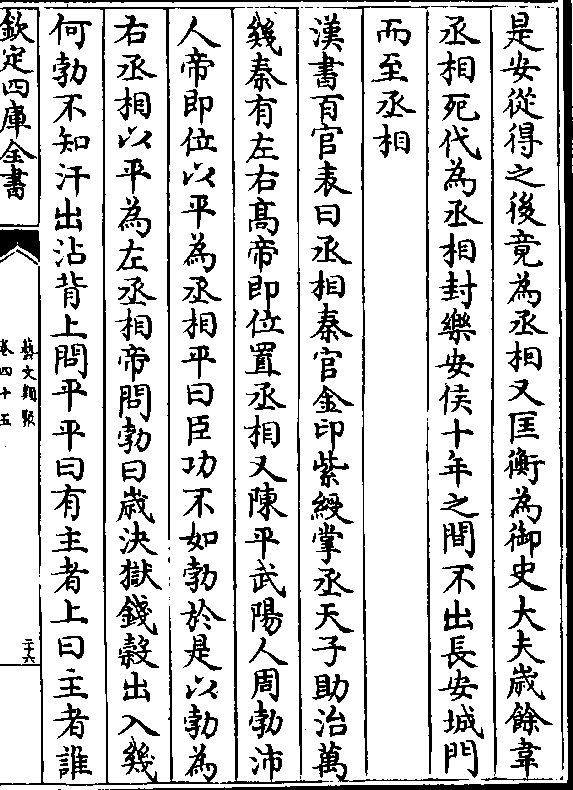 是安從得之後竟為丞相又匡衡為御史大夫歲餘韋
丞相死代為丞相封樂安侯十年之間不出長安城門
而至丞相
漢書百官表曰丞相秦官金印紫綬掌丞天子助治萬
幾秦有左右髙帝即位置丞相又陳平武陽人周勃沛
人帝即位以平為丞相平曰臣功不如勃於是以勃為
右丞相以平為左丞相帝問勃曰歲決獄錢穀出入幾
何勃不知汗出沾背上問平平曰有主者上曰主者誰
欽定四庫全書
藝文類聚
卷四十五
二十六